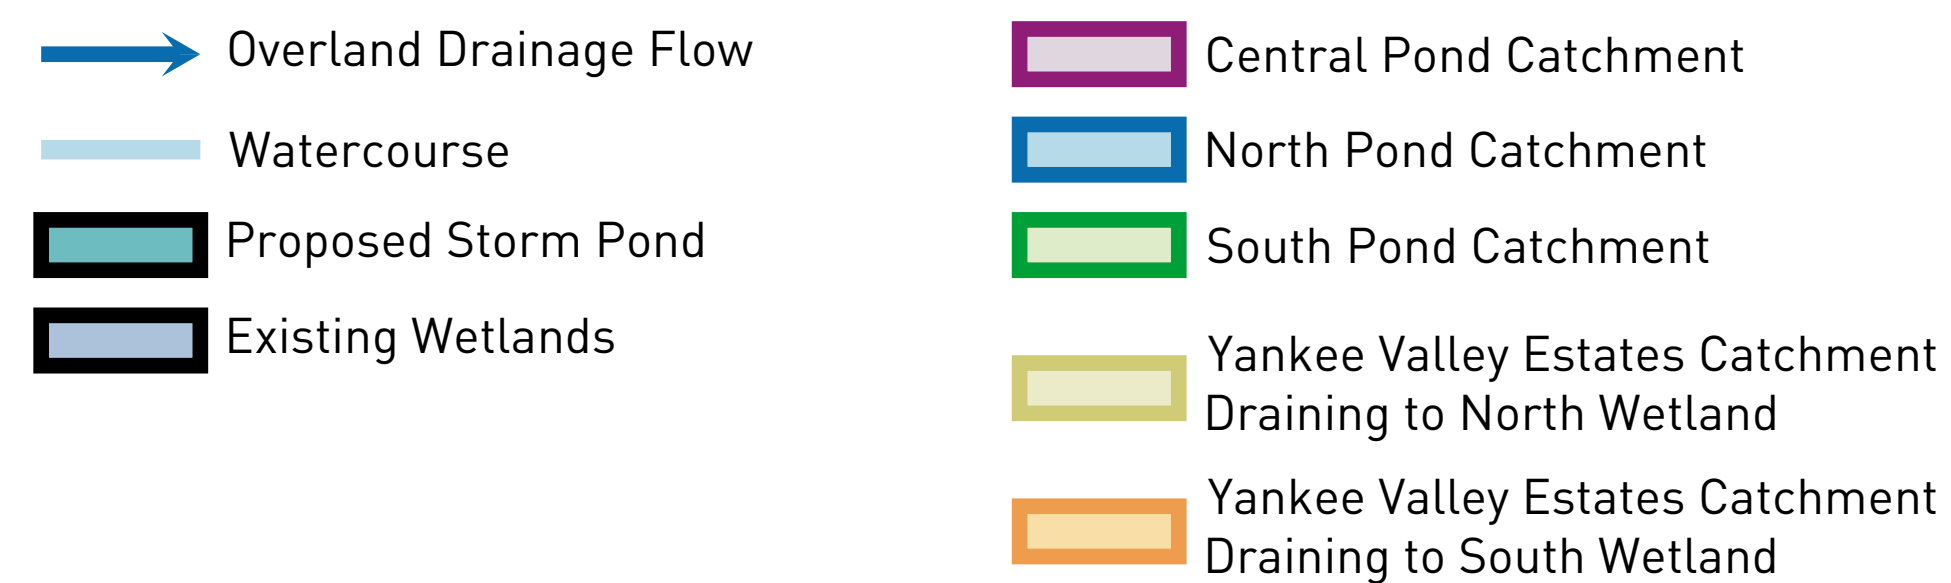 Overland Drainage Flow
Watercourse
Proposed Storm Pond
Existing Wetlands
Central Pond Catchment
North Pond Catchment
South Pond Catchment
Yankee Valley Estates Catchment
Draining to North Wetland
Yankee Valley Estates Catchment
Draining to South Wetland